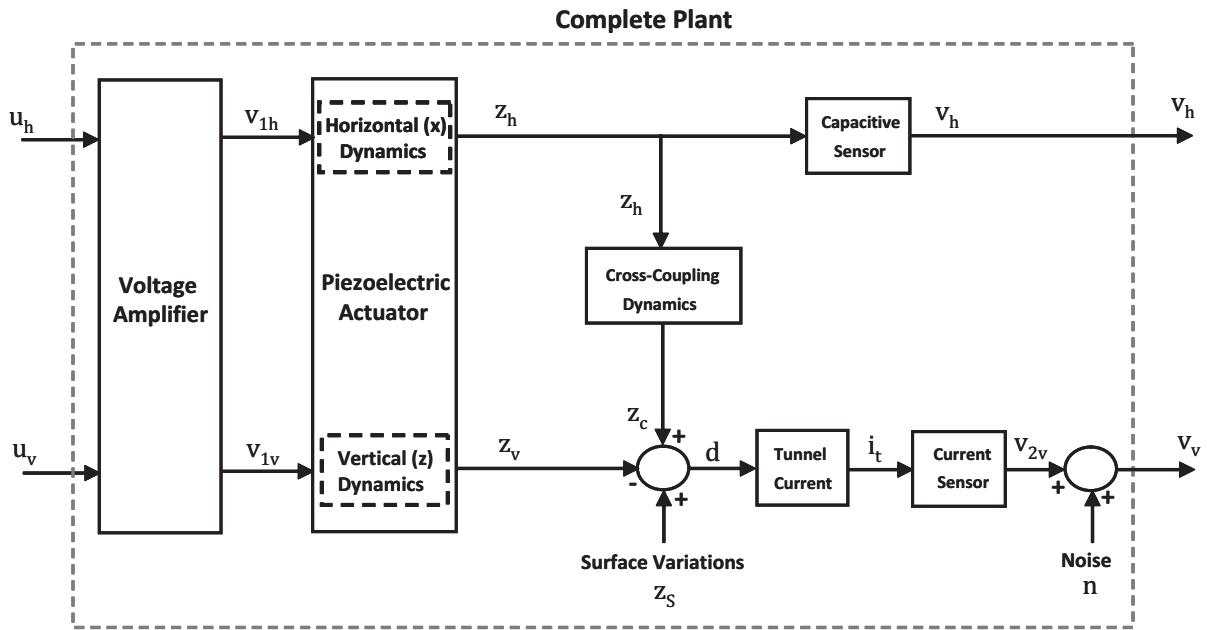 Complete Plant
u_h
v_1h
Horizontal (x)
Dynamics
z_h
Capacitive
Sensor
v_h
v_h
z_h
Voltage
Amplifier
Piezoelectric
Actuator
Cross-Coupling
Dynamics
z_c
+
u_v
v_1v
Vertical (z)
Dynamics
z_v
-
+
d
Tunnel
Current
i_t
Current
Sensor
v_2v
+
+
v_v
Surface Variations
z_S
Noise
n